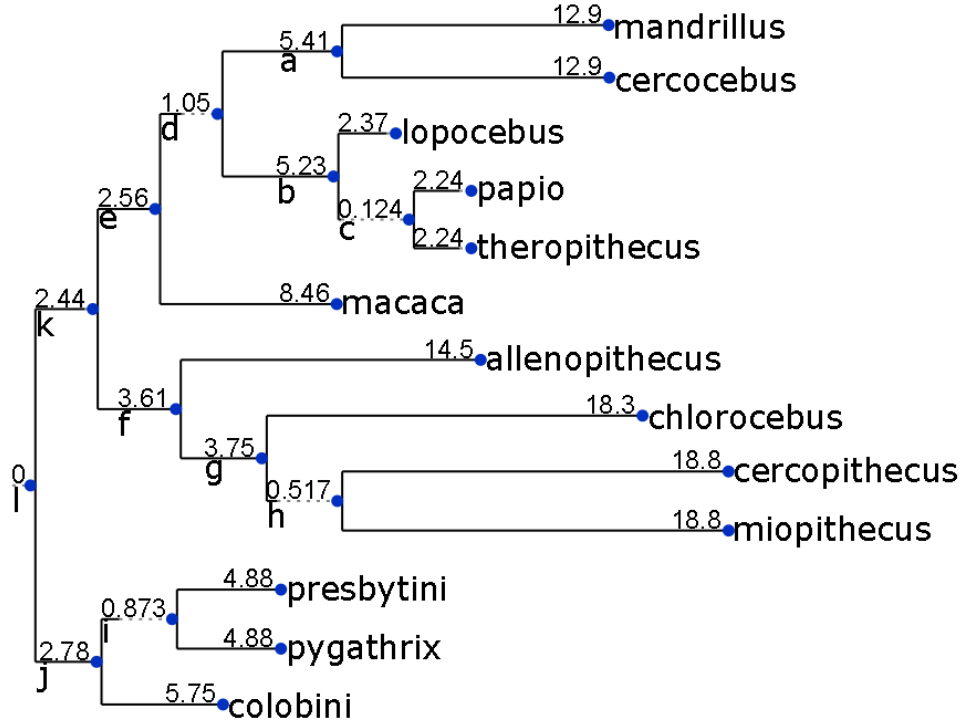 12.9 mandrillus
5.41
a
12.9 cercocebus
1.05
d
2.37 lopocebus
5.23
b
2.24 papio
0.124
c
2.24 theropithecus
2.56
e
8.46 macaca
2.44
k
14.5 allenopithecus
3.61
f
18.3 chlorocebus
3.75
g
18.8 cercopithecus
0
l
0.517
h
18.8 miopithecus
4.88 presbytini
0.873
i
4.88 pygathrix
2.78
j
5.75 colobini